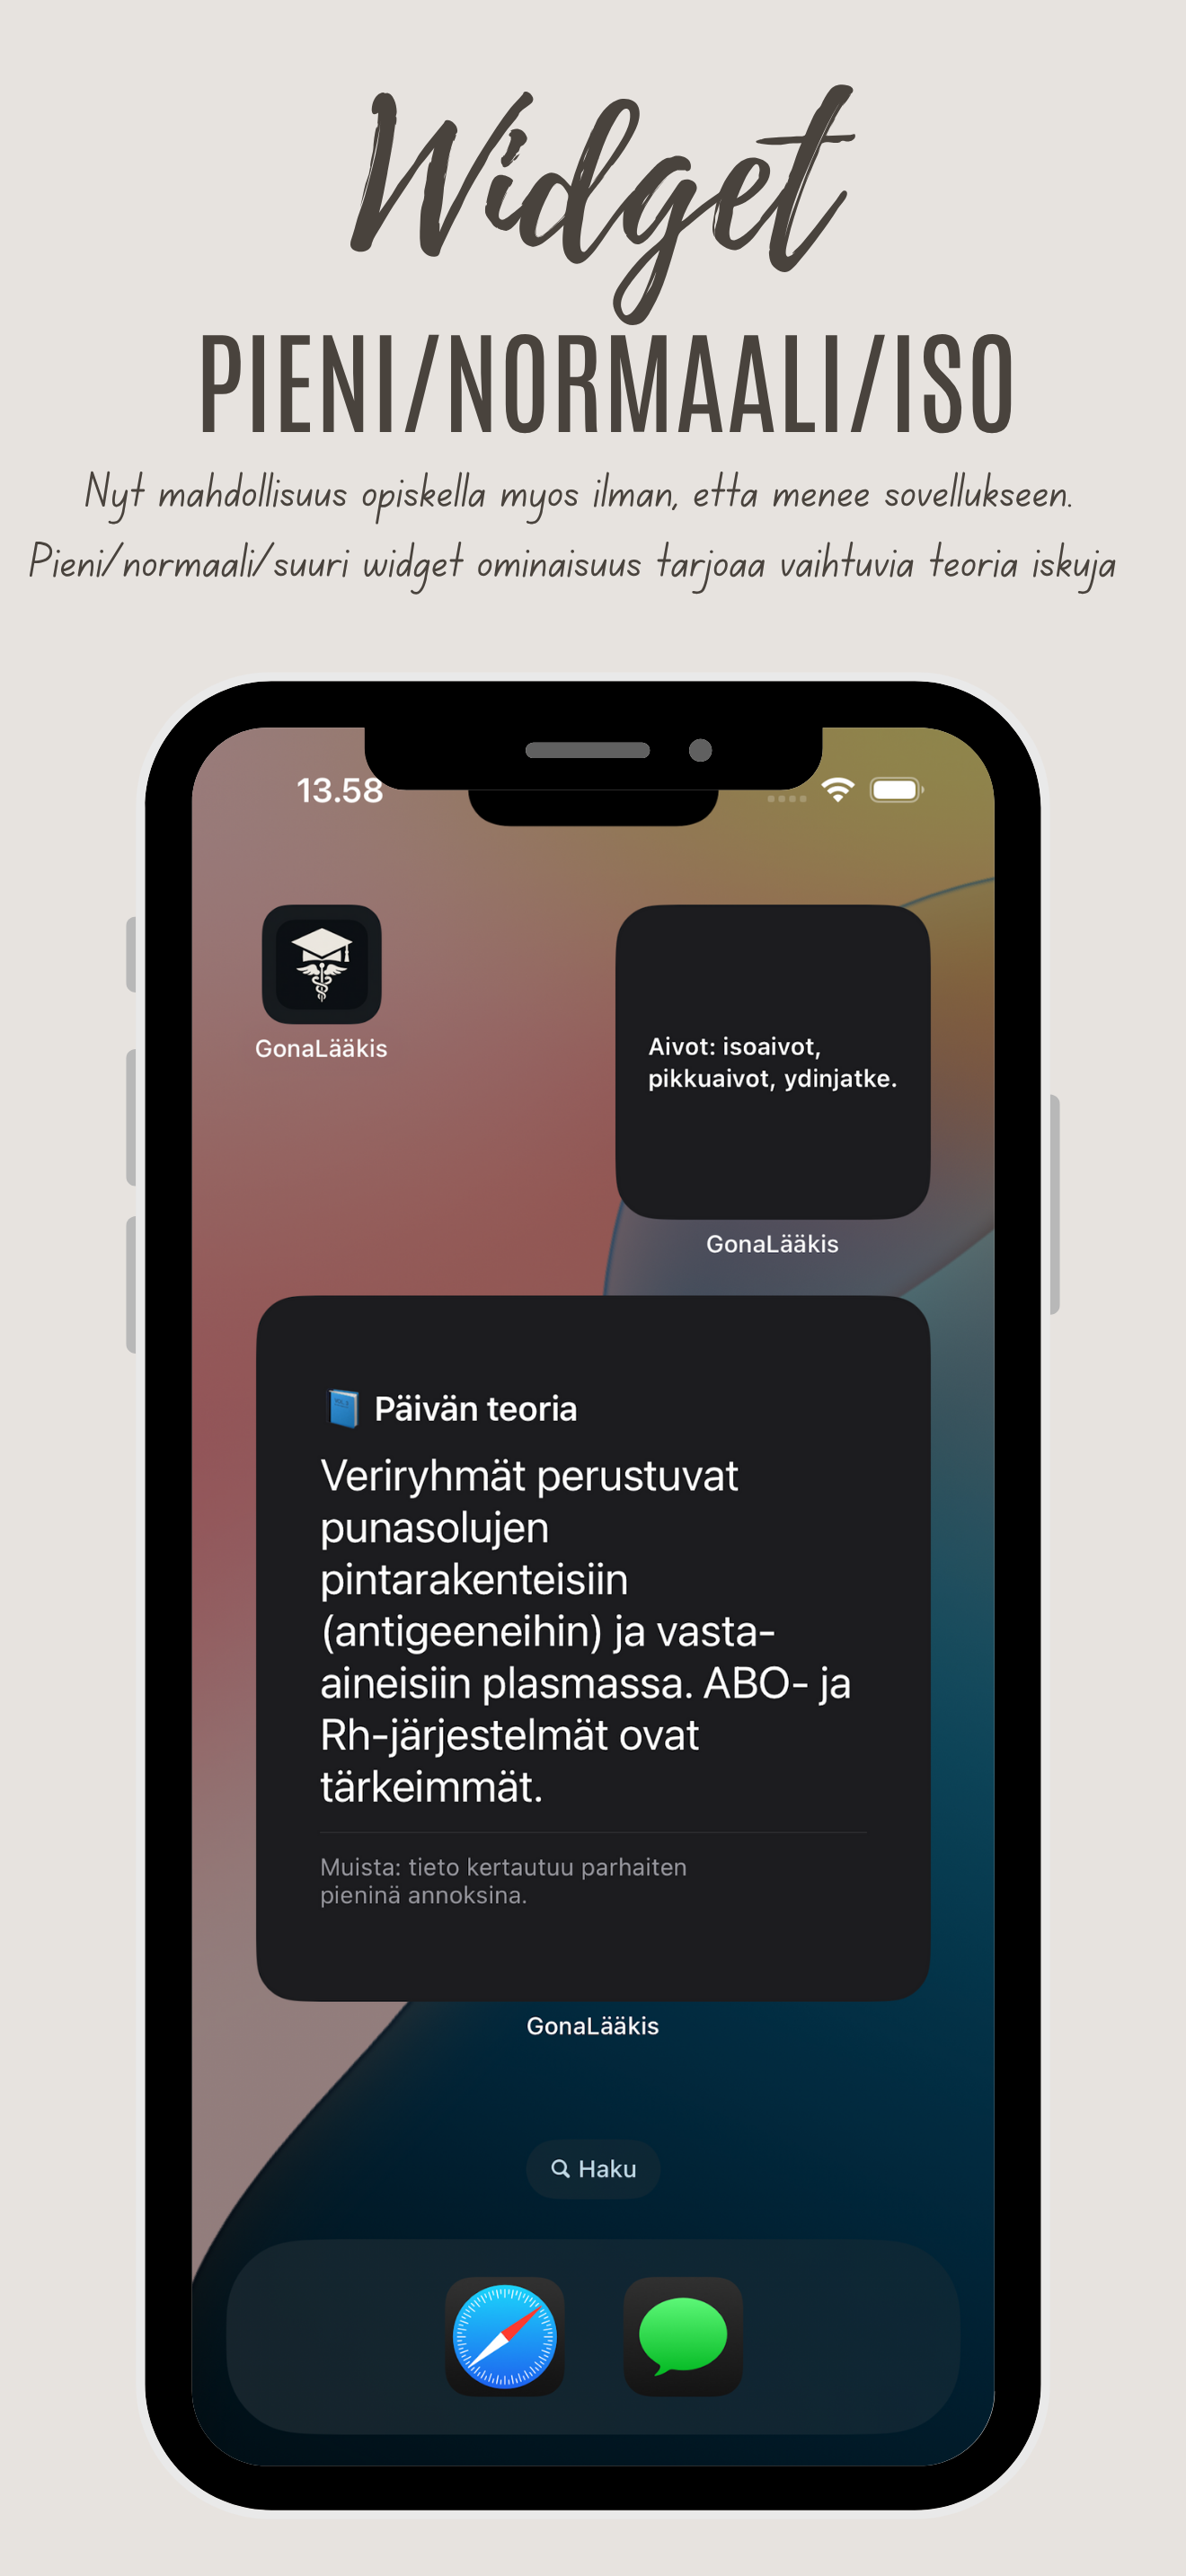 Widget
PIENI/NORMAALI/ISO
Nyt mahdollisuus opiskella myos ilman, etta menee sovellukseen.
Pieni/normaali/suuri widget ominaisuus tarjoaa vaihtuvia teoria iskuja
13.58
GonaLääkis
Aivot: isoaivot,
pikkuaivot, ydinjatke.
GonaLääkis
Päivän teoria
Veriryhmät perustuvat
punasolujen
pintarakenteisiin
(antigeeneihin) ja vasta-
aineisiin plasmassa. ABO- ja
Rh-järjestelmät ovat
tärkeimmät.
Muista: tieto kertautuu parhaiten
pieninä annoksina.
GonaLääkis
Haku